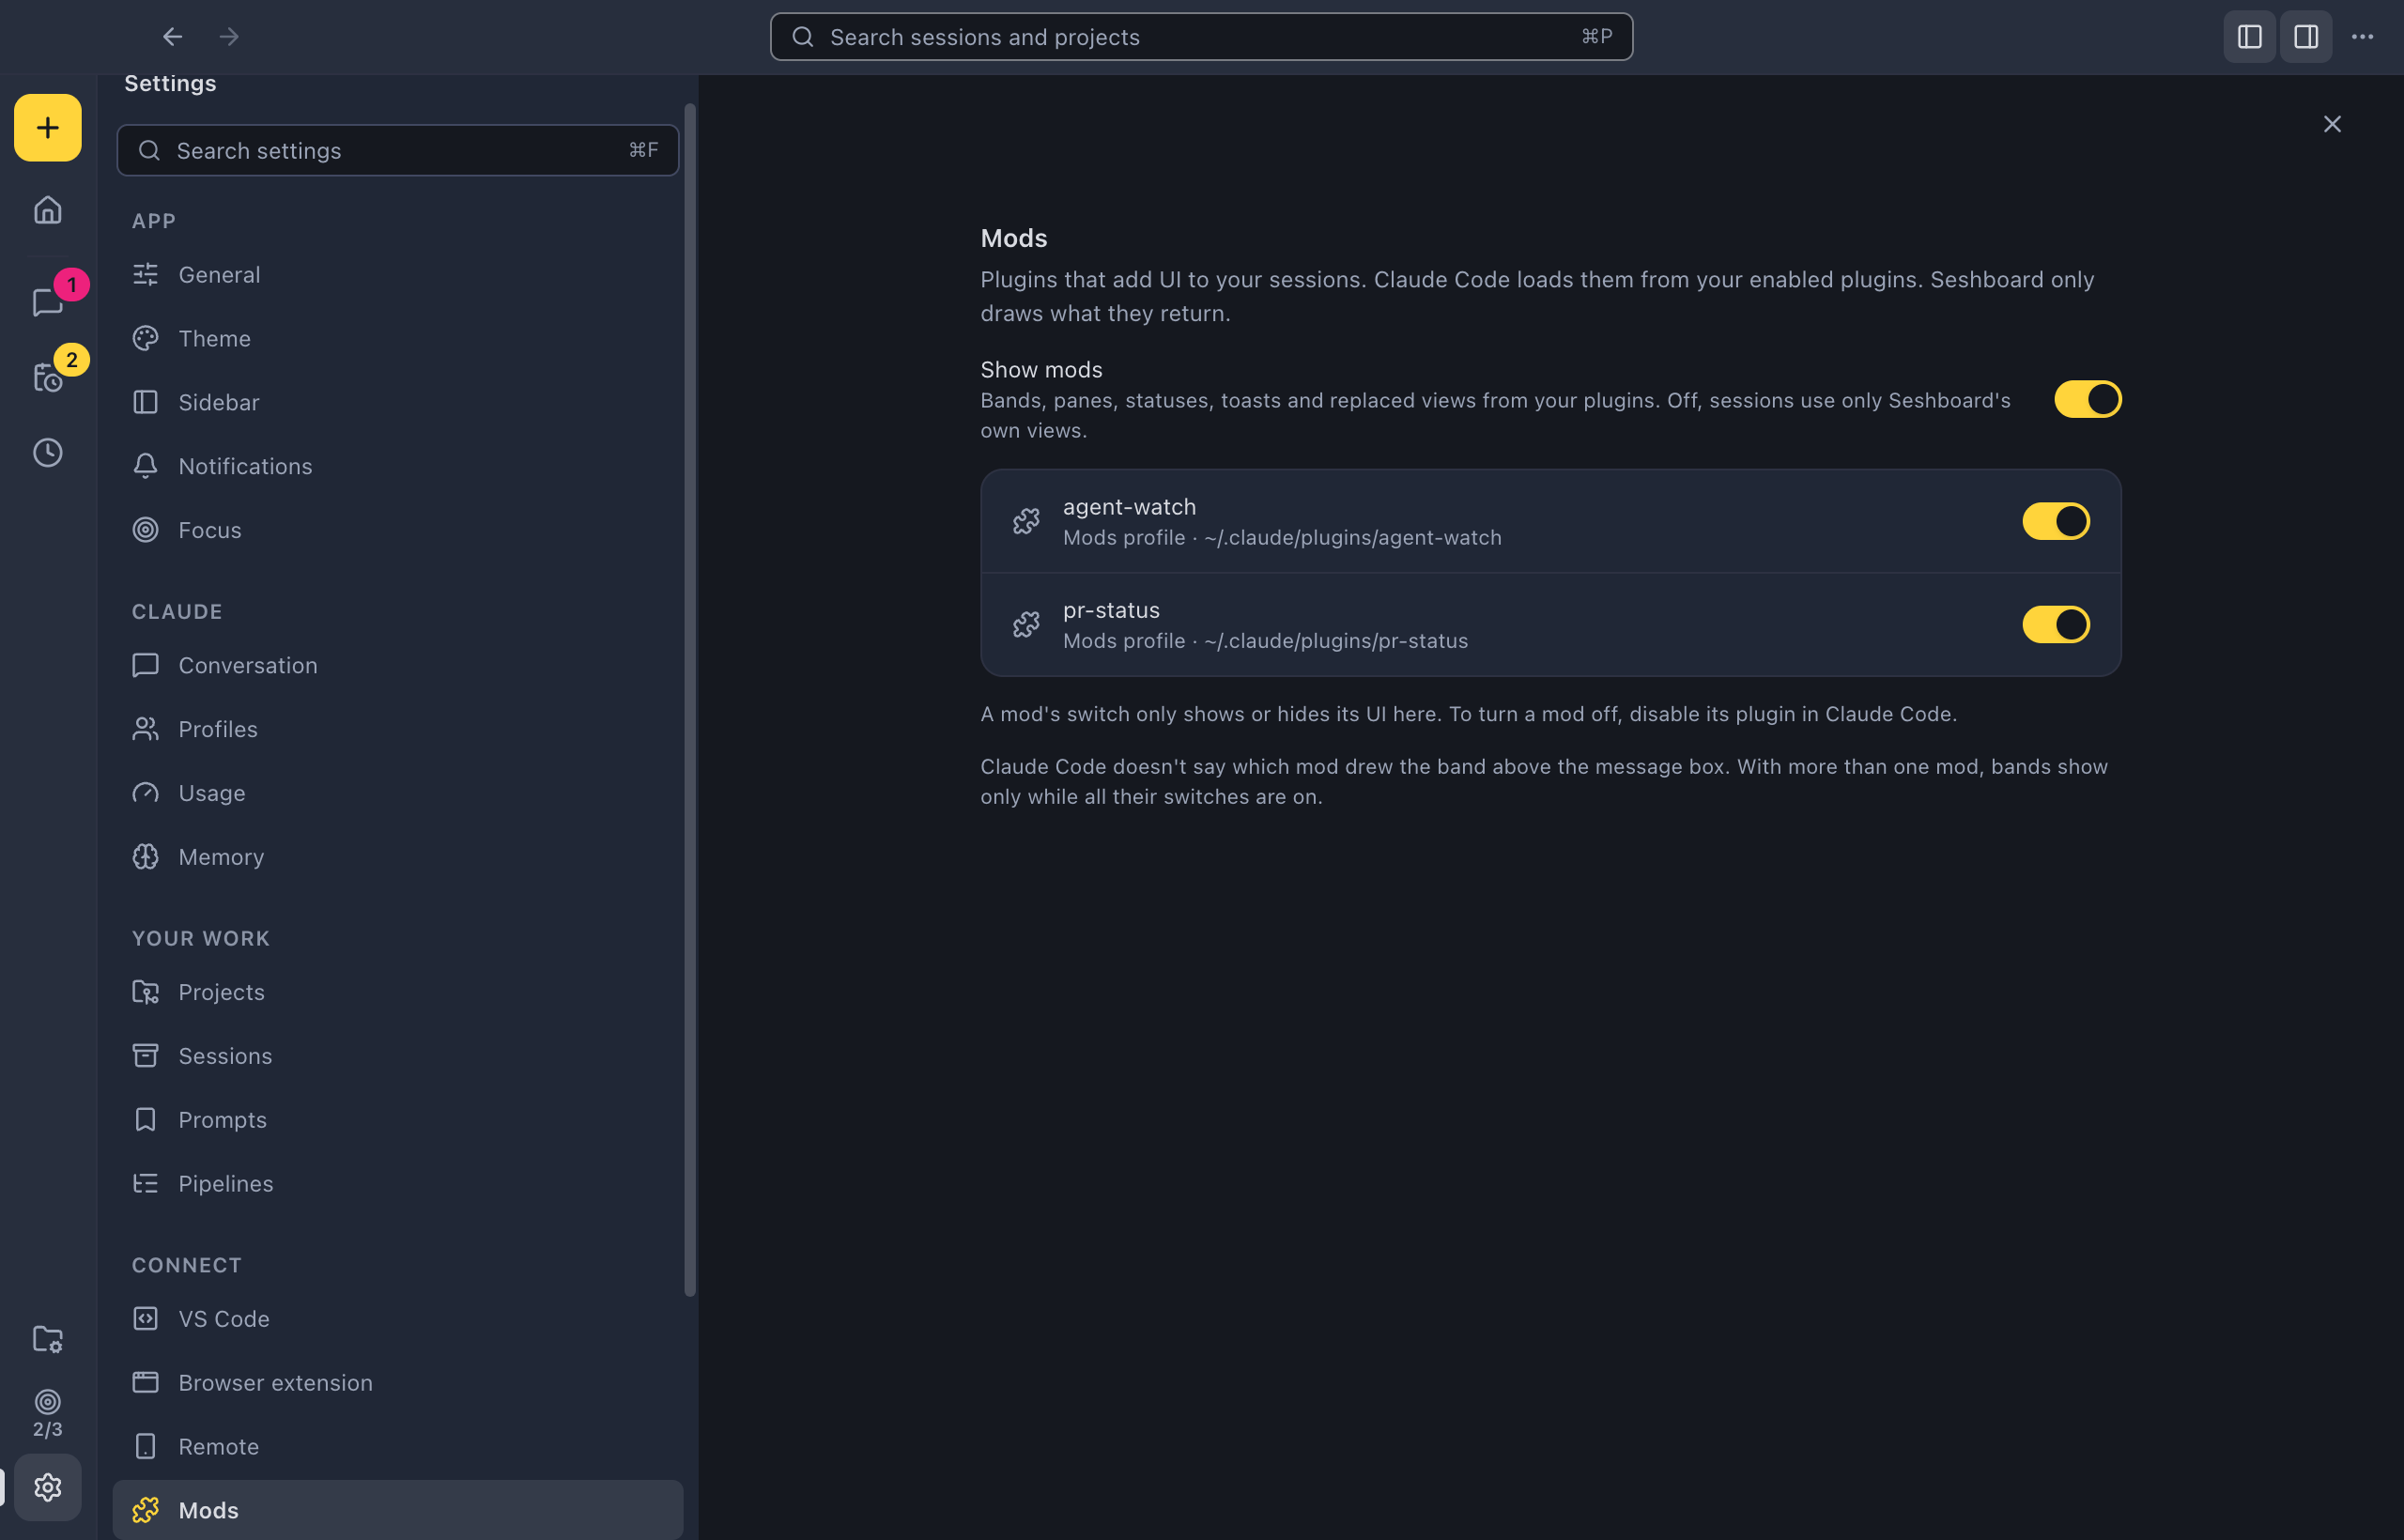 Search sessions and projects
⌘P
Settings
Search settings
⌘F
1
2
APP
General
Theme
Sidebar
Notifications
Focus
CLAUDE
Conversation
Profiles
Usage
Memory
YOUR WORK
Projects
Sessions
Prompts
Pipelines
CONNECT
VS Code
Browser extension
Remote
Mods
2/3
Mods
Plugins that add UI to your sessions. Claude Code loads them from your enabled plugins. Seshboard only
draws what they return.
Show mods
Bands, panes, statuses, toasts and replaced views from your plugins. Off, sessions use only Seshboard's
own views.
agent-watch
Mods profile · ~/.claude/plugins/agent-watch
pr-status
Mods profile · ~/.claude/plugins/pr-status
A mod's switch only shows or hides its UI here. To turn a mod off, disable its plugin in Claude Code.
Claude Code doesn't say which mod drew the band above the message box. With more than one mod, bands show
only while all their switches are on.